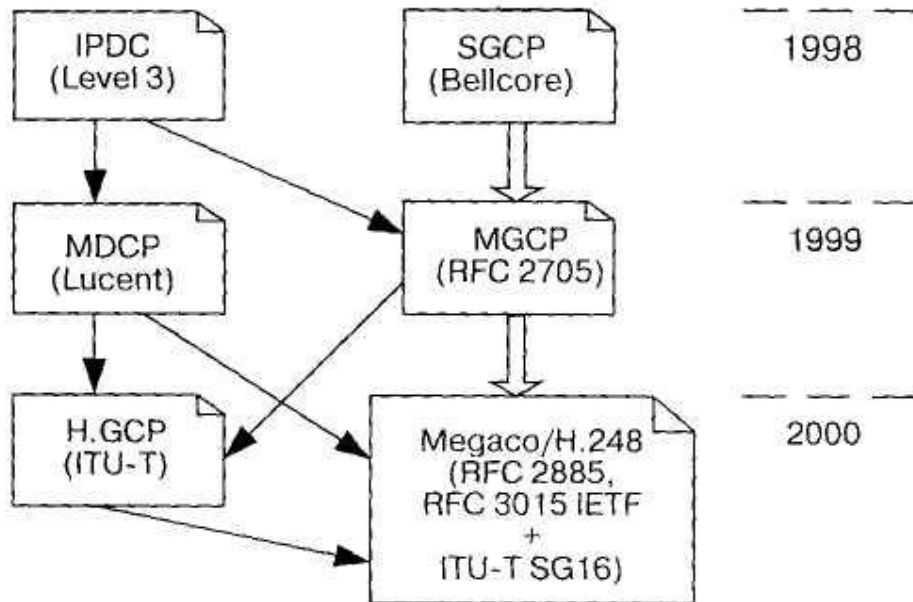 IPDC
(Level 3)
SGCP
(Bellcore)
1998
MDCP
(Lucent)
MGCP
(RFC 2705)
1999
H.GCP
(ITU-T)
Megaco/H.248
(RFC 2885,
RFC 3015 IETF
+
ITU-T SG16)
2000